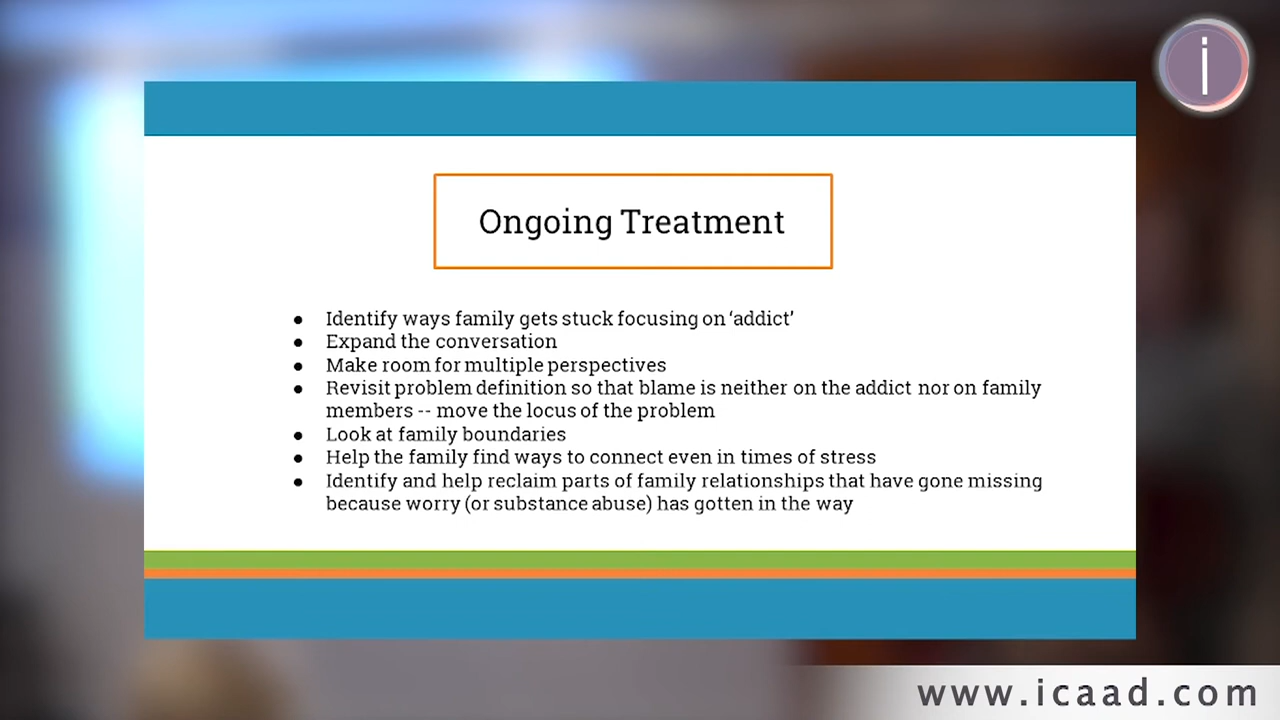 i
Ongoing Treatment
● Identify ways family gets stuck focusing on ‘addict’
● Expand the conversation
● Make room for multiple perspectives
● Revisit problem definition so that blame is neither on the addict nor on family
members -- move the locus of the problem
● Look at family boundaries
● Help the family find ways to connect even in times of stress
● Identify and help reclaim parts of family relationships that have gone missing
because worry (or substance abuse) has gotten in the way
www.icaad.com